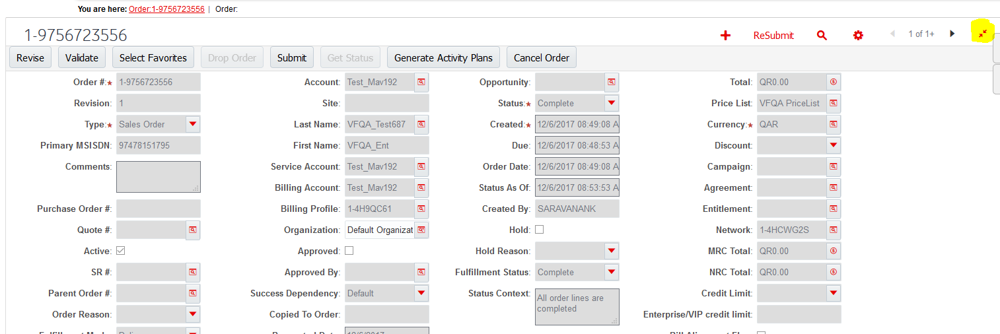 You are here: Order:1-9756723556 | Order:
1-9756723556
ReSubmit
1 of 1+
Revise Validate Select Favorites Drop Order Submit Get Status Generate Activity Plans Cancel Order
Order #: 1-9756723556 Account: Test_Mav192 Opportunity: Total: QR0.00
Revision: 1 Site: Status: Complete Price List: VFQA PriceList
Type: Sales Order Last Name: VFQA_Test687 Created: 12/6/2017 08:49:08 A Currency: QAR
Primary MSISDN: 97478151795 First Name: VFQA_Ent Due: 12/6/2017 08:48:53 A Discount:
Comments: Service Account: Test_Mav192 Order Date: 12/6/2017 08:49:08 A Campaign:
Billing Account: Test_Mav192 Status As Of: 12/6/2017 08:53:53 A Agreement:
Purchase Order #: Billing Profile: 1-4H9QC61 Created By: SARAVANANK Entitlement:
Quote #: Organization: Default Organizat Hold: Network: 1-4HCWG2S
Active: Approved: Hold Reason: MRC Total: QR0.00
SR #: Approved By: Fulfillment Status: Complete NRC Total: QR0.00
Parent Order #: Success Dependency: Default Status Context: All order lines are Credit Limit:
completed
Order Reason: Copied To Order: Enterprise/VIP credit limit: